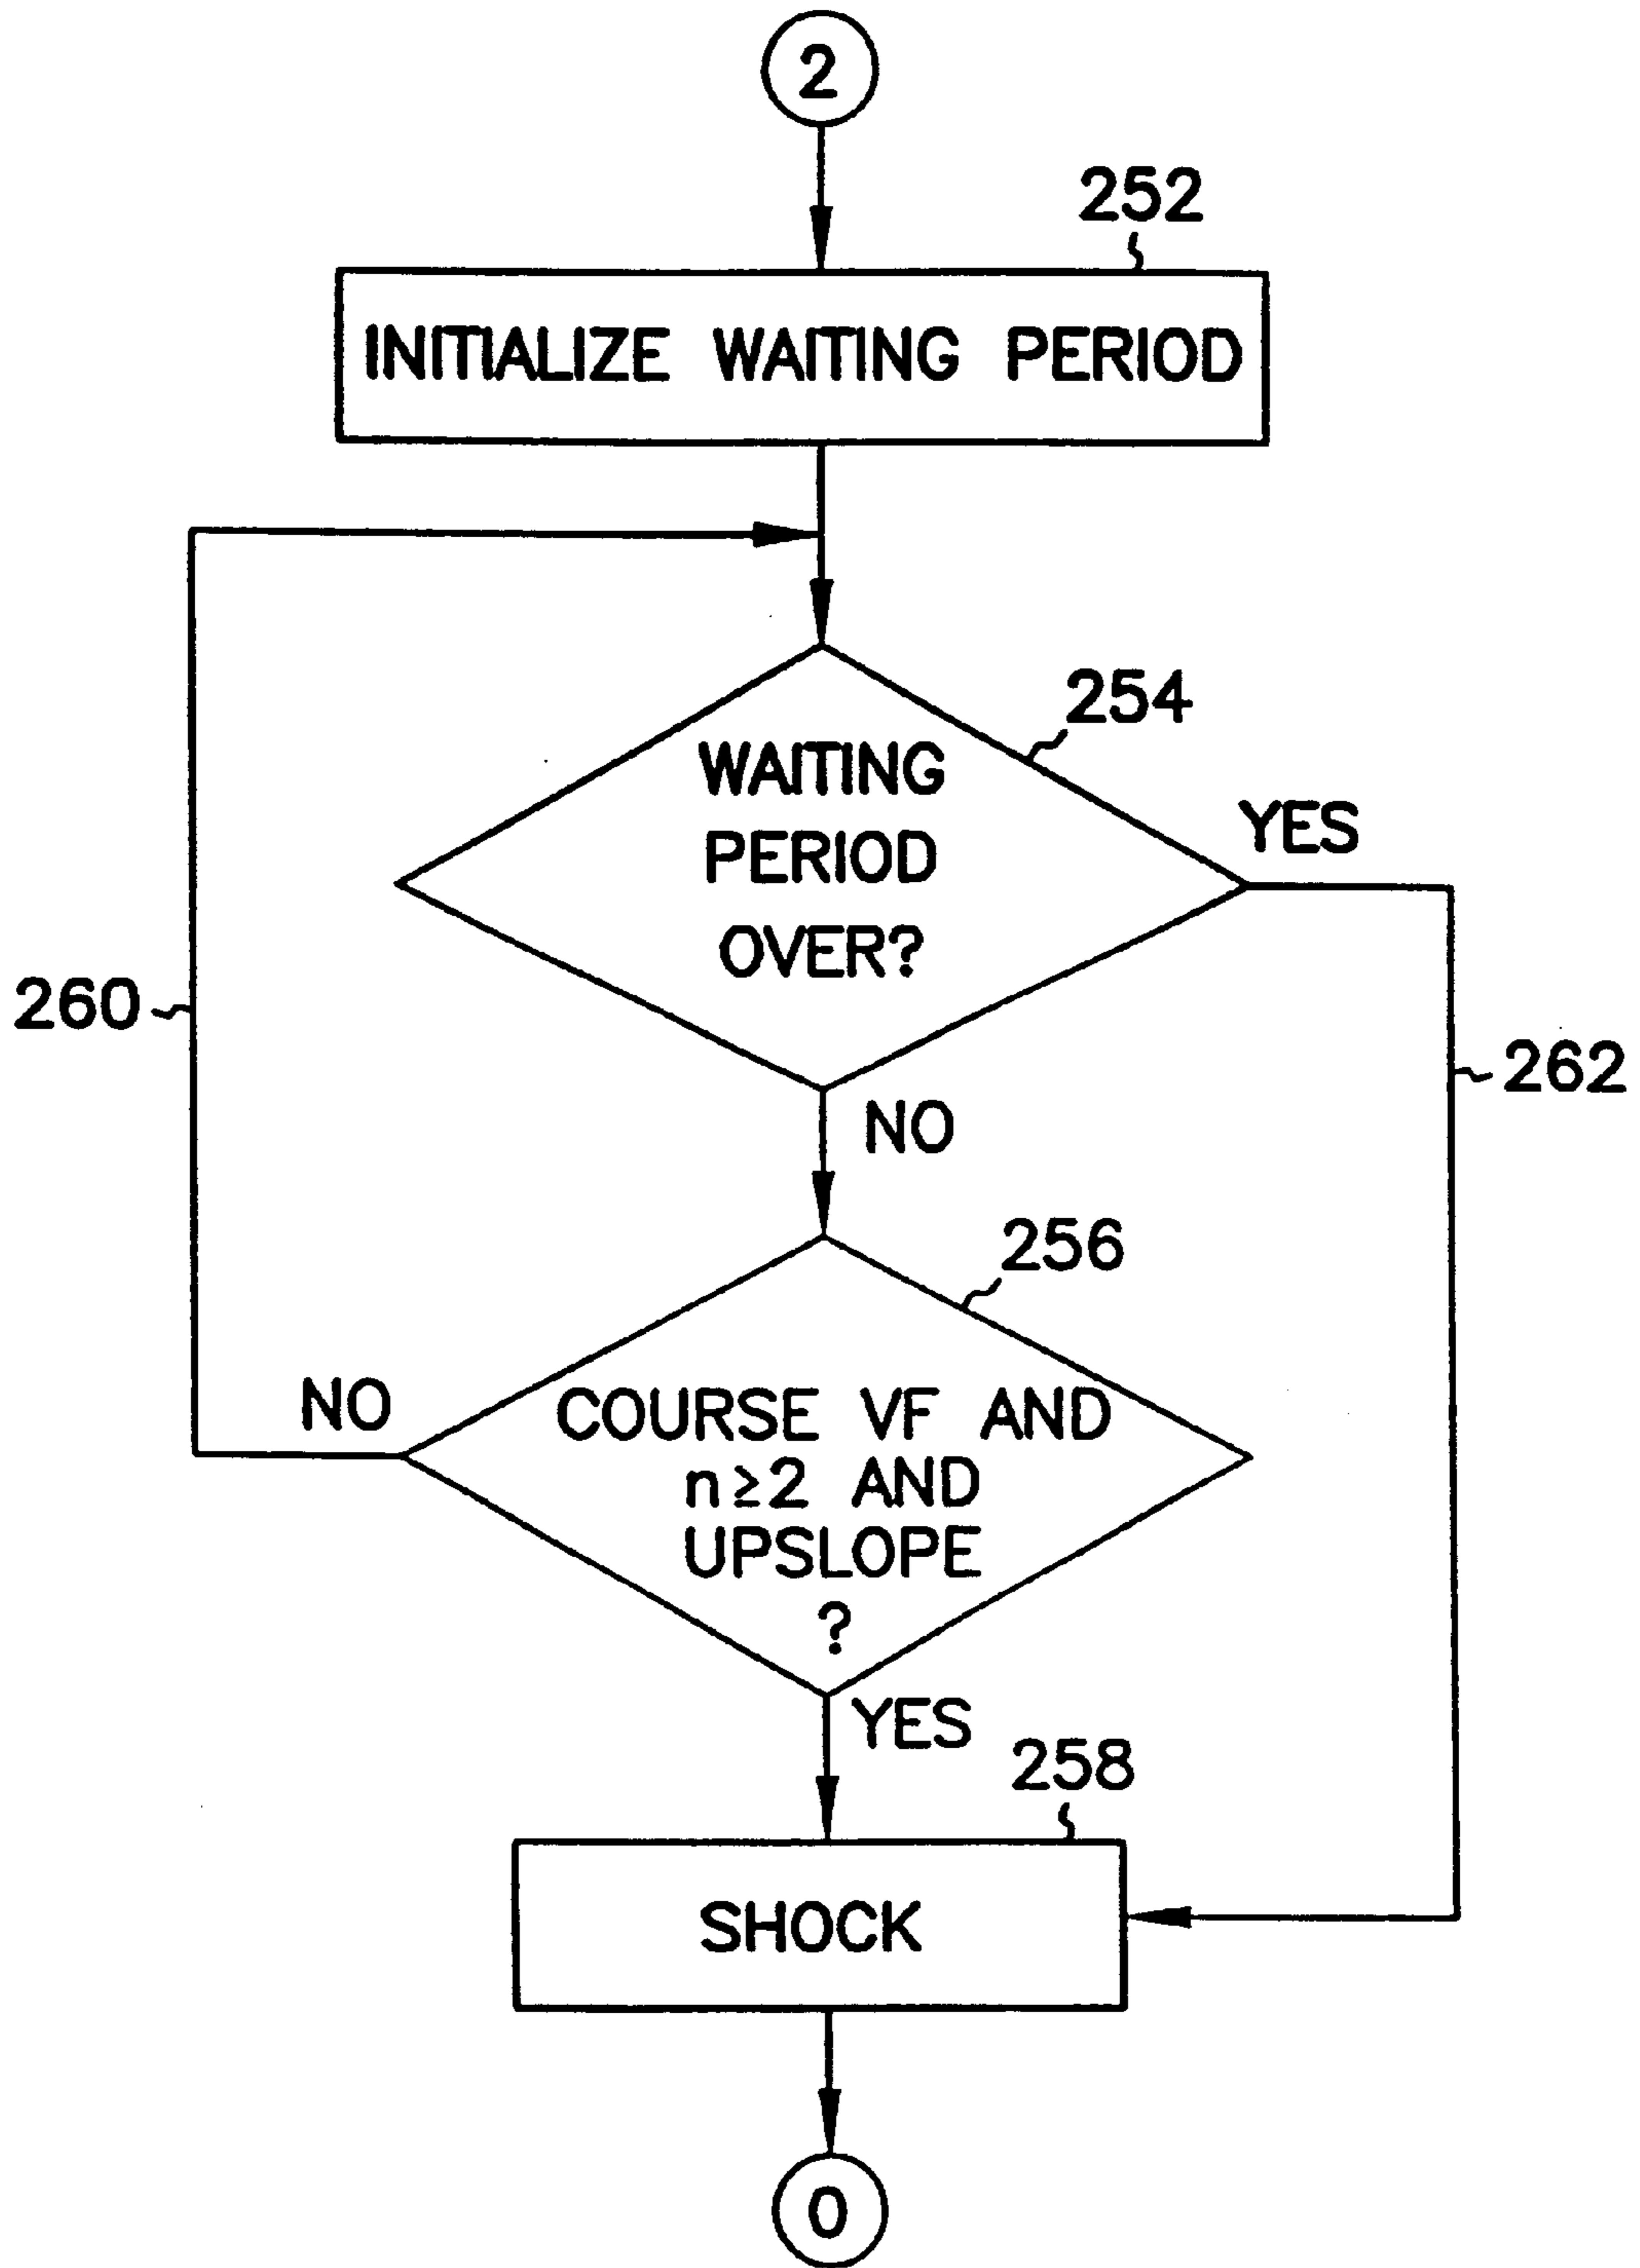 2
252
INITIALIZE WAITING PERIOD
254
WAITING
PERIOD
OVER?
YES
260
262
NO
256
NO
COURSE VF AND
n≥2 AND
UPSLOPE
?
YES
258
SHOCK
0